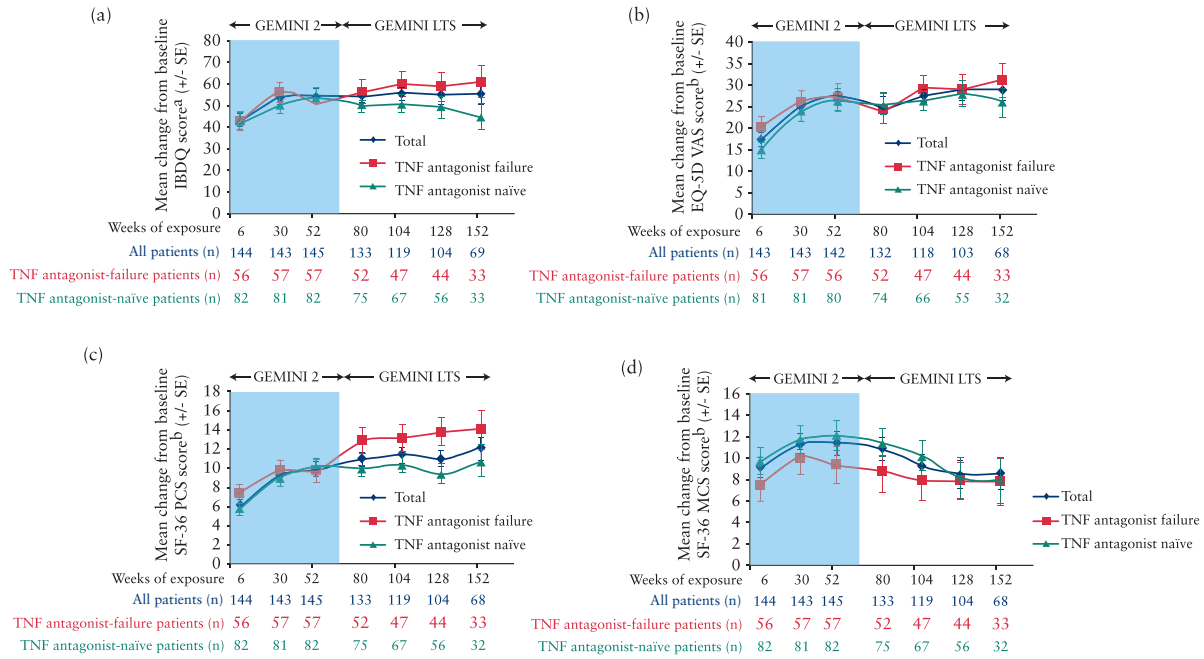 (a)
GEMINI 2 GEMINI LTS
Mean change from baseline
IBDQ scoreᵃ (+/- SE)
80
70
60
50
40
30
20
10
0
Total
TNF antagonist failure
TNF antagonist naïve
Weeks of exposure 6 30 52 80 104 128 152
All patients (n) 144 143 145 133 119 104 69
TNF antagonist-failure patients (n) 56 57 57 52 47 44 33
TNF antagonist-naïve patients (n) 82 81 82 75 67 56 33
(b)
GEMINI 2 GEMINI LTS
Mean change from baseline
EQ-5D VAS scoreᵇ (+/- SE)
40
35
30
25
20
15
10
5
0
Total
TNF antagonist failure
TNF antagonist naïve
Weeks of exposure 6 30 52 80 104 128 152
All patients (n) 143 143 142 132 118 103 68
TNF antagonist-failure patients (n) 56 57 56 52 47 44 33
TNF antagonist-naïve patients (n) 81 81 80 74 66 55 32
(c)
GEMINI 2 GEMINI LTS
Mean change from baseline
SF-36 PCS scoreᵇ (+/- SE)
18
16
14
12
10
8
6
4
2
0
Total
TNF antagonist failure
TNF antagonist naïve
Weeks of exposure 6 30 52 80 104 128 152
All patients (n) 144 143 145 133 119 104 68
TNF antagonist-failure patients (n) 56 57 57 52 47 44 33
TNF antagonist-naïve patients (n) 82 81 82 75 67 56 32
(d)
GEMINI 2 GEMINI LTS
Mean change from baseline
SF-36 MCS scoreᵇ (+/- SE)
16
14
12
10
8
6
4
2
0
Total
TNF antagonist failure
TNF antagonist naïve
Weeks of exposure 6 30 52 80 104 128 152
All patients (n) 144 143 145 133 119 104 68
TNF antagonist-failure patients (n) 56 57 57 52 47 44 33
TNF antagonist-naïve patients (n) 82 81 82 75 67 56 32